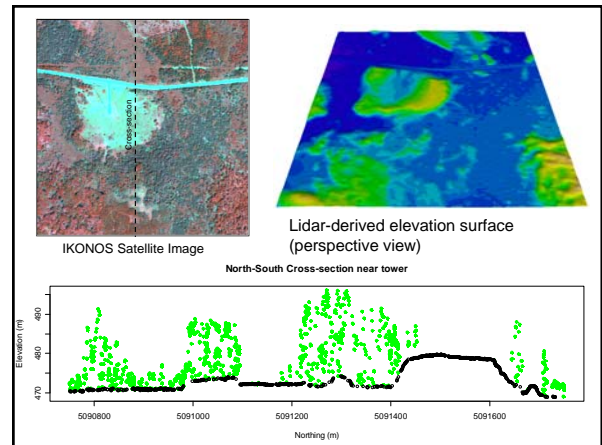 Cross-section
IKONOS Satellite Image
Lidar-derived elevation surface
(perspective view)
North-South Cross-section near tower
Elevation (m)
490
480
470
5090800
5091000
5091200
5091400
5091600
Northing (m)